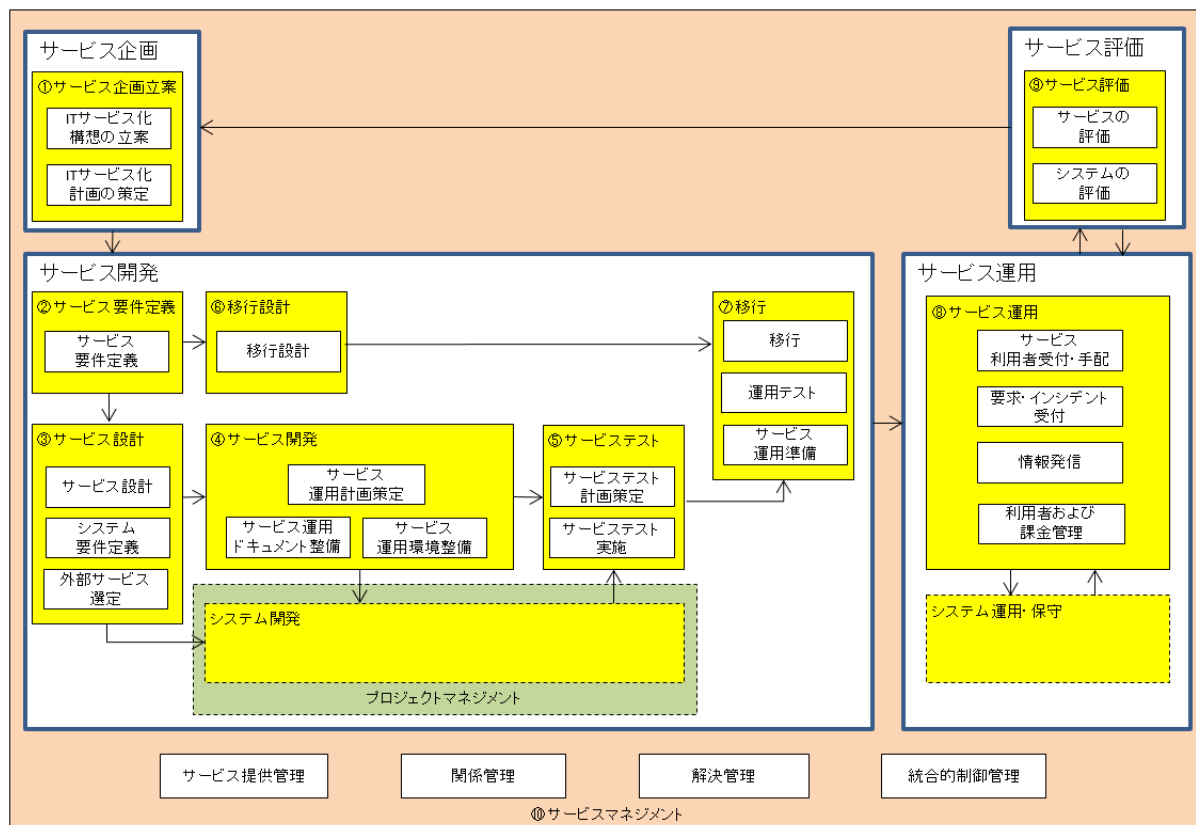 サービス企画
①サービス企画立案
ITサービス化
構想の立案
ITサービス化
計画の策定
サービス評価
⑨サービス評価
サービスの
評価
システムの
評価
サービス開発
②サービス要件定義
サービス
要件定義
⑥移行設計
移行設計
⑦移行
移行
運用テスト
サービス
運用準備
③サービス設計
サービス設計
システム
要件定義
外部サービス
選定
④サービス開発
サービス
運用計画策定
サービス運用
ドキュメント整備
サービス
運用環境整備
⑤サービステスト
サービステスト
計画策定
サービステスト
実施
システム開発
プロジェクトマネジメント
サービス運用
⑧サービス運用
サービス
利用者受付・手配
要求・インシデント
受付
情報発信
利用者および
課金管理
システム運用・保守
サービス提供管理
関係管理
解決管理
統合的制御管理
⑩サービスマネジメント